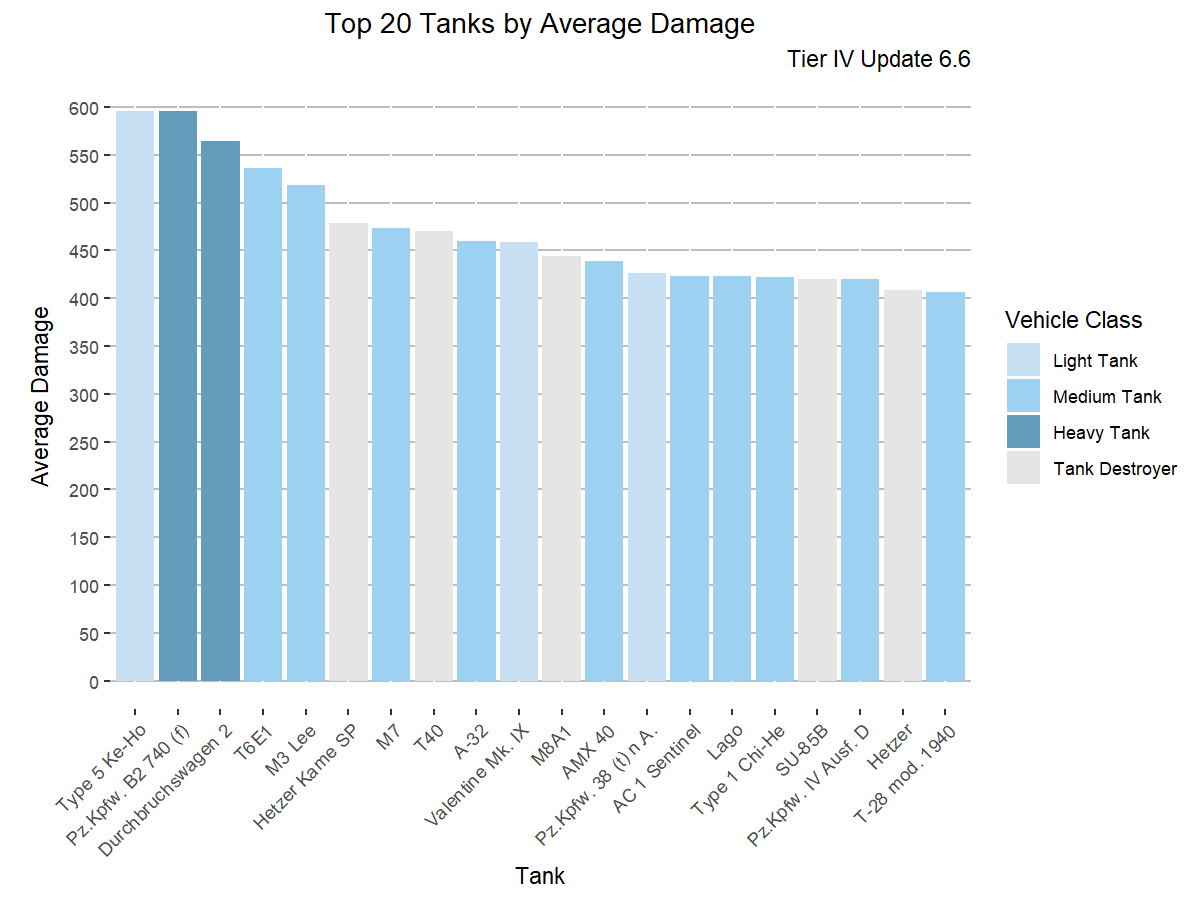 Top 20 Tanks by Average Damage
Tier IV Update 6.6
Average Damage
600
550
500
450
400
350
300
250
200
150
100
50
0
Type 5 Ke-Ho
Pz.Kpfw. B2 740 (f)
Durchbruchswagen 2
T6E1
M3 Lee
Hetzer Kame SP
M7
T40
A-32
Valentine Mk. IX
M8A1
AMX 40
Pz.Kpfw. 38 (t) n.A.
AC 1 Sentinel
Lago
Type 1 Chi-He
SU-85B
Pz.Kpfw. IV Ausf. D
Hetzer
T-28 mod. 1940
Tank
Vehicle Class
Light Tank
Medium Tank
Heavy Tank
Tank Destroyer